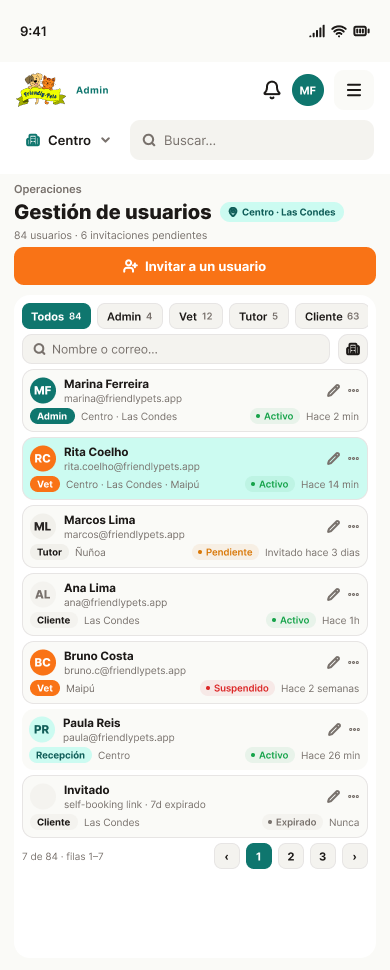 9:41
Friendly-Pets
Admin
MF
Centro
Buscar...
Operaciones
Gestión de usuarios
Centro · Las Condes
84 usuarios · 6 invitaciones pendientes
Invitar a un usuario
Todos 84
Admin 4
Vet 12
Tutor 5
Cliente 63
Nombre o correo...
MF
Marina Ferreira
marina@friendlypets.app
Admin
Centro · Las Condes
Activo
Hace 2 min
RC
Rita Coelho
rita.coelho@friendlypets.app
Vet
Centro · Las Condes · Maipú
Activo
Hace 14 min
ML
Marcos Lima
marcos@friendlypets.app
Tutor
Ñuñoa
Pendiente
Invitado hace 3 dias
AL
Ana Lima
ana@friendlypets.app
Cliente
Las Condes
Activo
Hace 1h
BC
Bruno Costa
bruno.c@friendlypets.app
Vet
Maipú
Suspendido
Hace 2 semanas
PR
Paula Reis
paula@friendlypets.app
Recepción
Centro
Activo
Hace 26 min
Invitado
self-booking link · 7d expirado
Cliente
Las Condes
Expirado
Nunca
7 de 84 · filas 1–7
‹ 1 2 3 ›